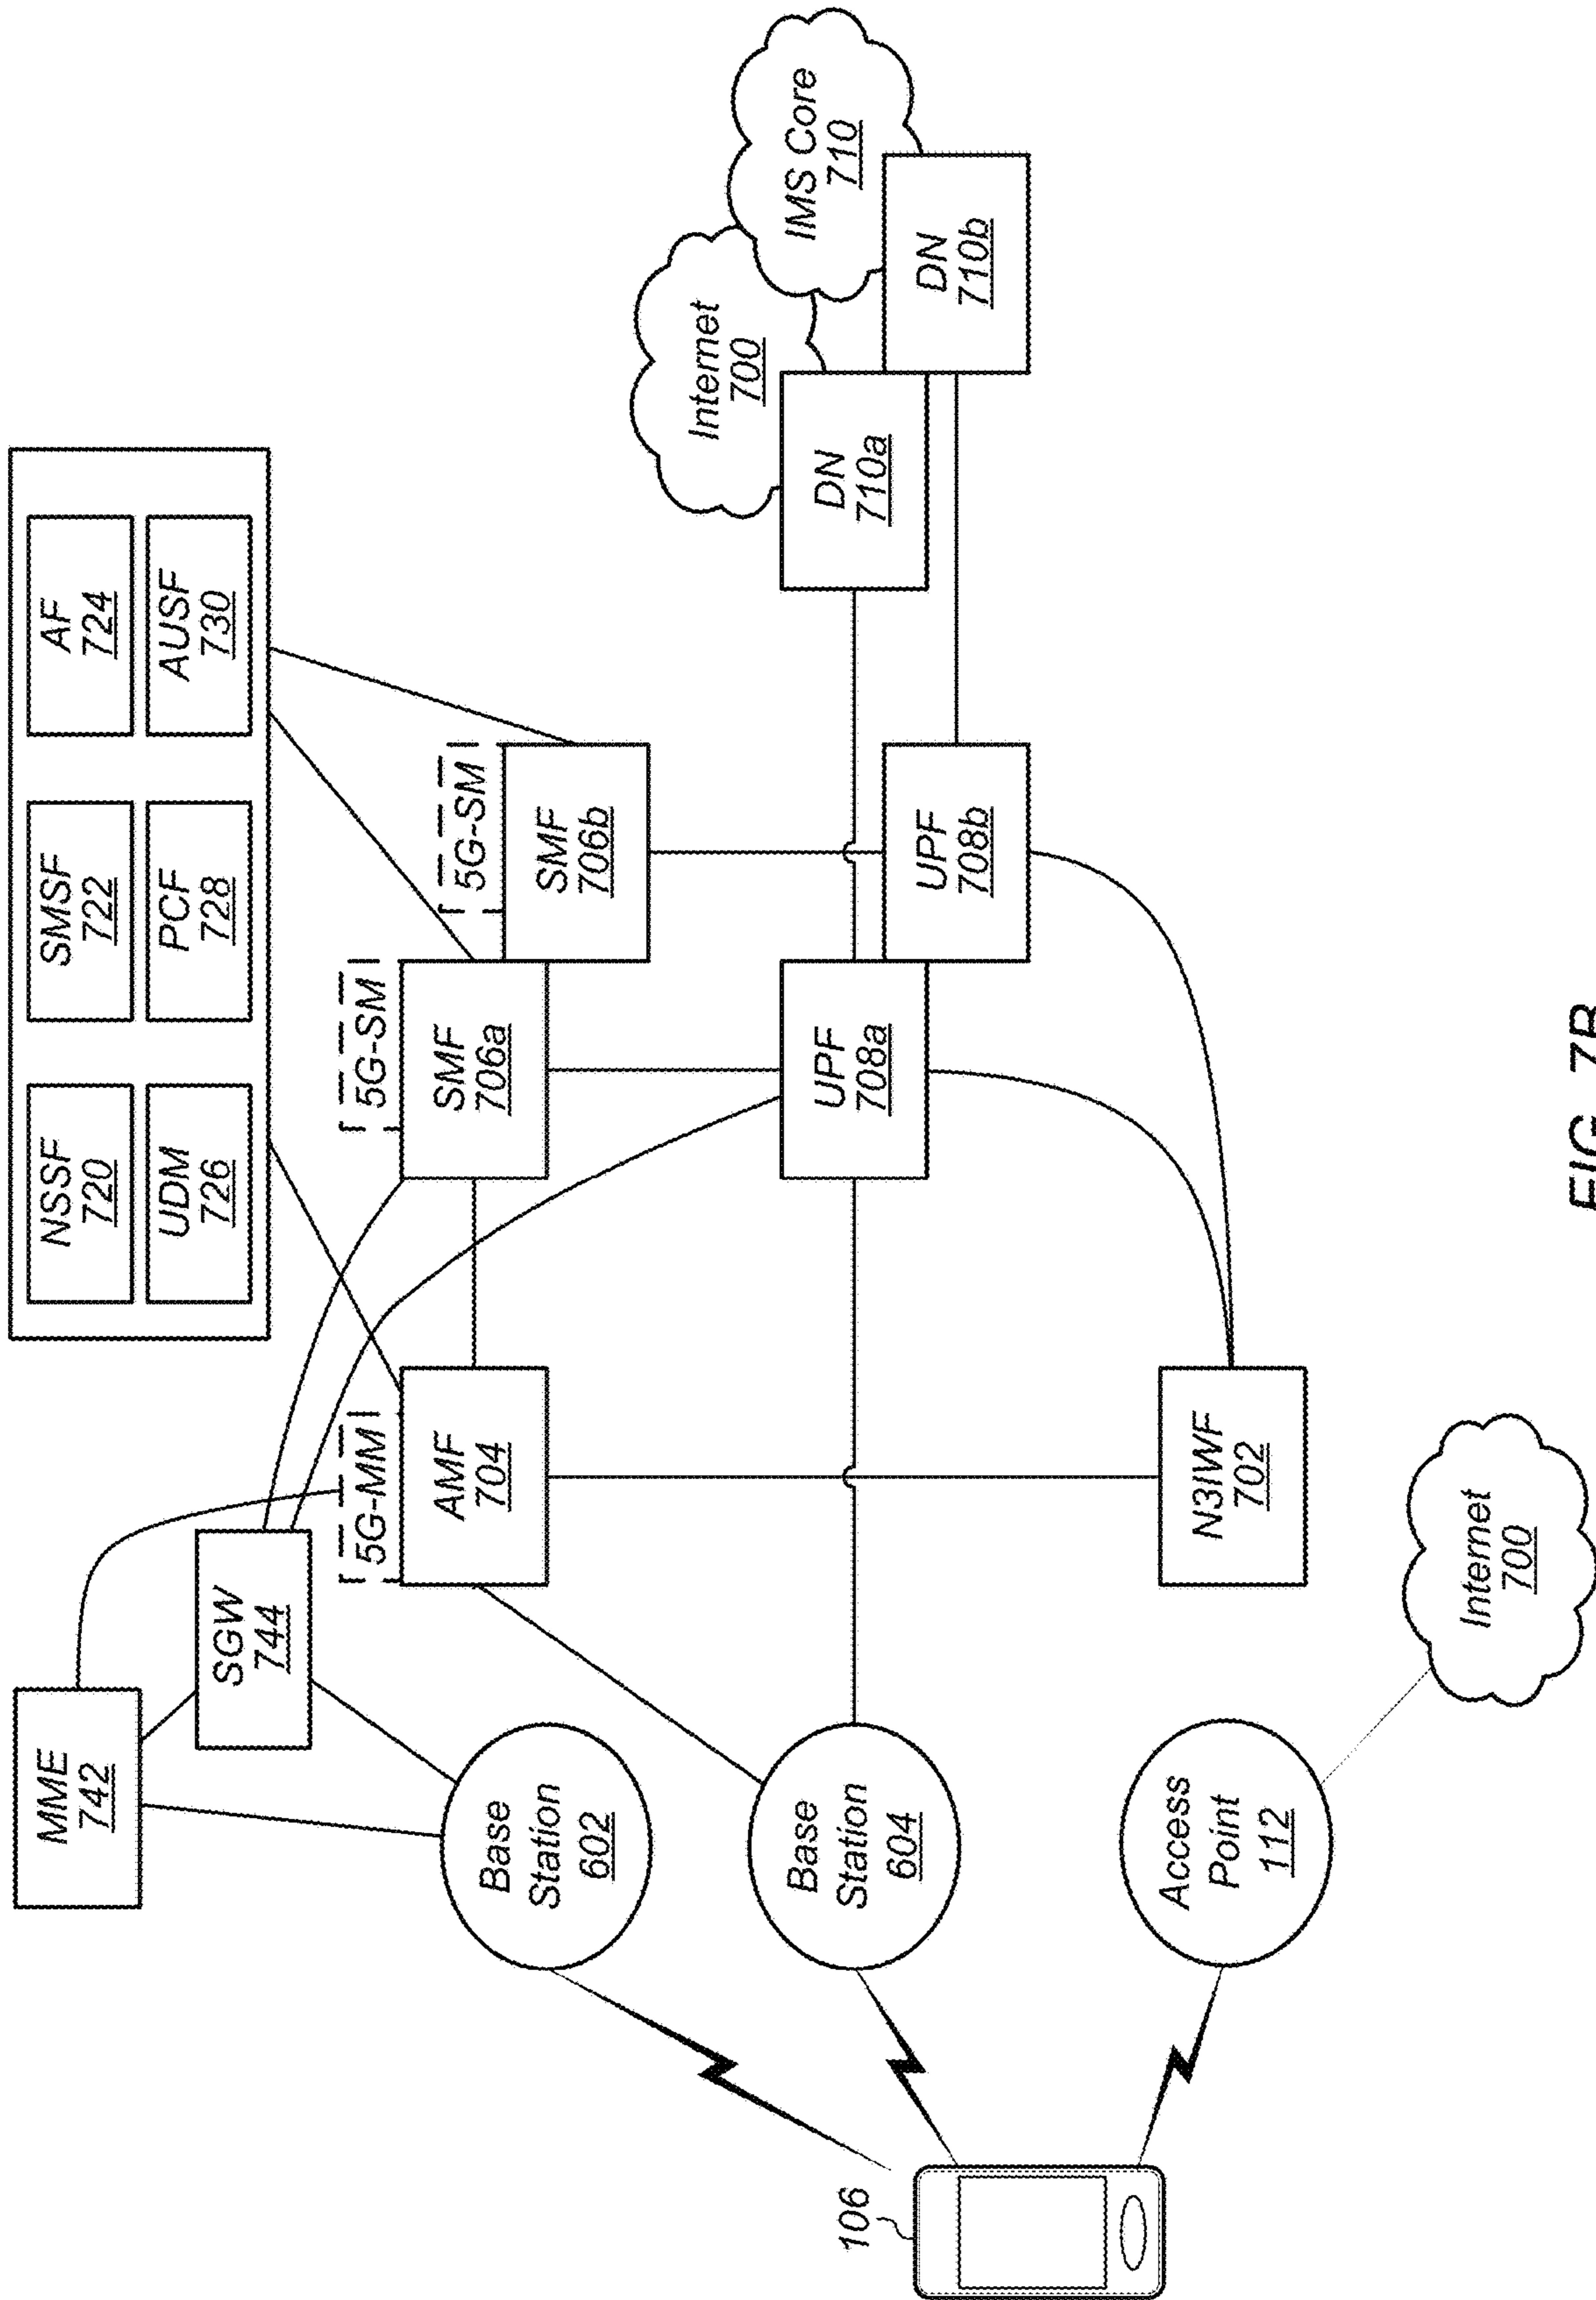 MME
742
SGW
744
NSSF
720
SMSF
722
AF
724
UDM
726
PCF
728
AUSF
730
5G-MM
AMF
704
5G-SM
SMF
706a
5G-SM
SMF
706b
Base
Station
602
Base
Station
604
UPF
708a
UPF
708b
Internet
700
IMS Core
710
DN
710a
DN
710b
106
Access
Point
112
N3IWF
702
Internet
700
FIG. 7B